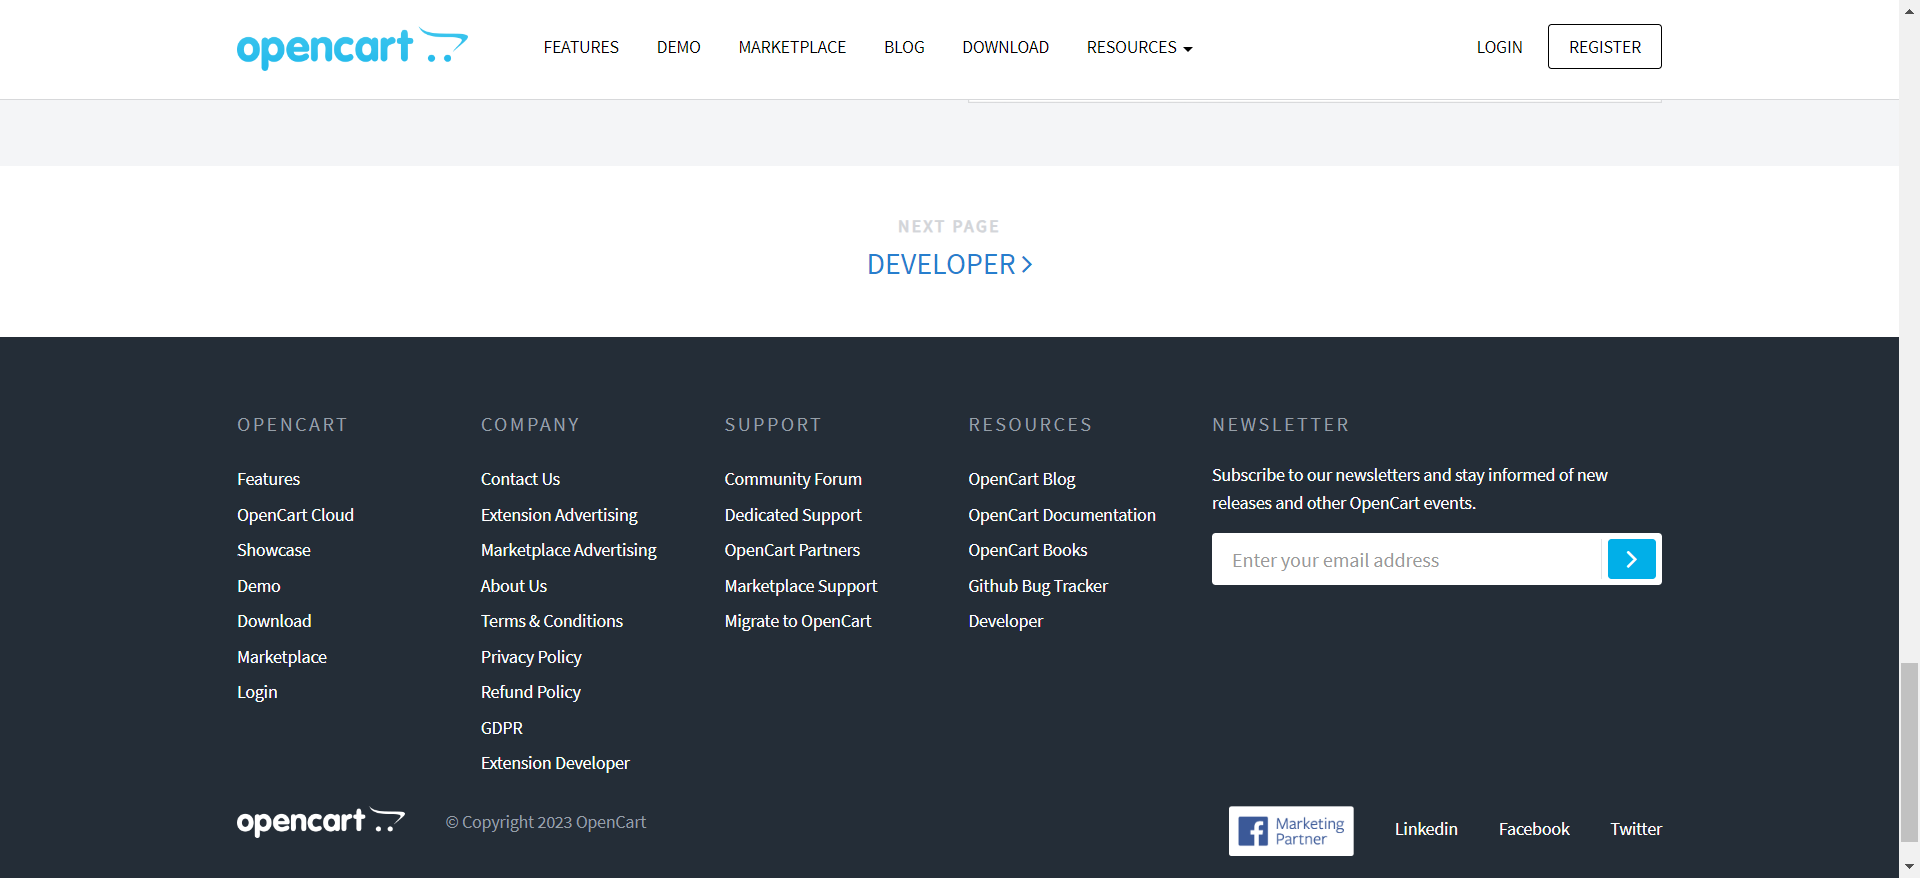 opencart
FEATURES
DEMO
MARKETPLACE
BLOG
DOWNLOAD
RESOURCES
LOGIN
REGISTER
NEXT PAGE
DEVELOPER
OPENCART
Features
OpenCart Cloud
Showcase
Demo
Download
Marketplace
Login
COMPANY
Contact Us
Extension Advertising
Marketplace Advertising
About Us
Terms & Conditions
Privacy Policy
Refund Policy
GDPR
Extension Developer
SUPPORT
Community Forum
Dedicated Support
OpenCart Partners
Marketplace Support
Migrate to OpenCart
RESOURCES
OpenCart Blog
OpenCart Documentation
OpenCart Books
Github Bug Tracker
Developer
NEWSLETTER
Subscribe to our newsletters and stay informed of new
releases and other OpenCart events.
Enter your email address
opencart
© Copyright 2023 OpenCart
Marketing
Partner
Linkedin
Facebook
Twitter